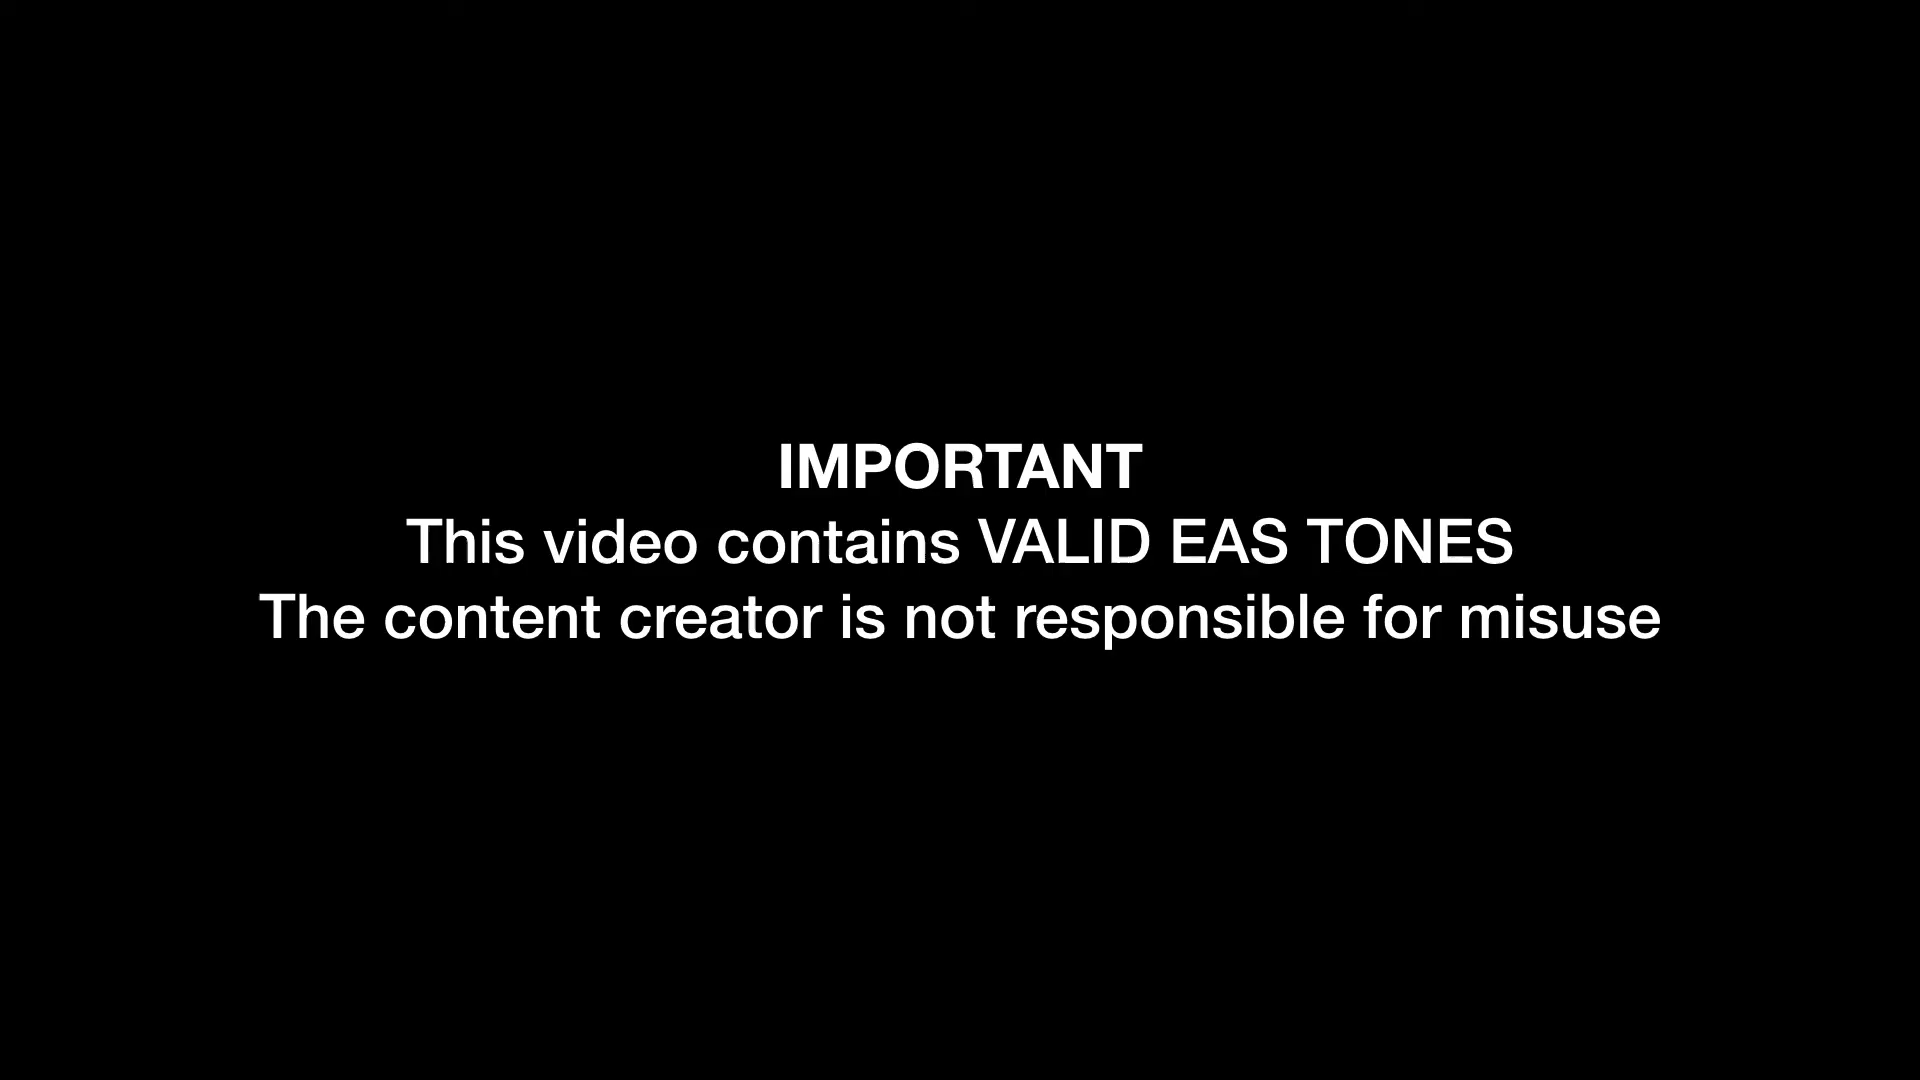 IMPORTANT
This video contains VALID EAS TONES
The content creator is not responsible for misuse